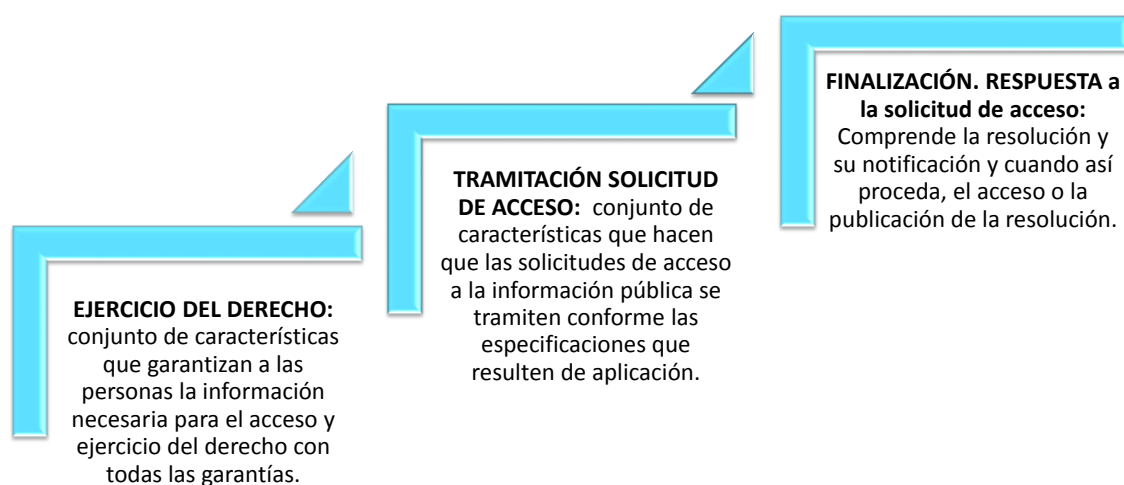 EJERCICIO DEL DERECHO:
conjunto de características
que garantizan a las
personas la información
necesaria para el acceso y
ejercicio del derecho con
todas las garantías.
TRAMITACIÓN SOLICITUD
DE ACCESO: conjunto de
características que hacen
que las solicitudes de acceso
a la información pública se
tramiten conforme las
especificaciones que
resulten de aplicación.
FINALIZACIÓN. RESPUESTA a
la solicitud de acceso:
Comprende la resolución y
su notificación y cuando así
proceda, el acceso o la
publicación de la resolución.